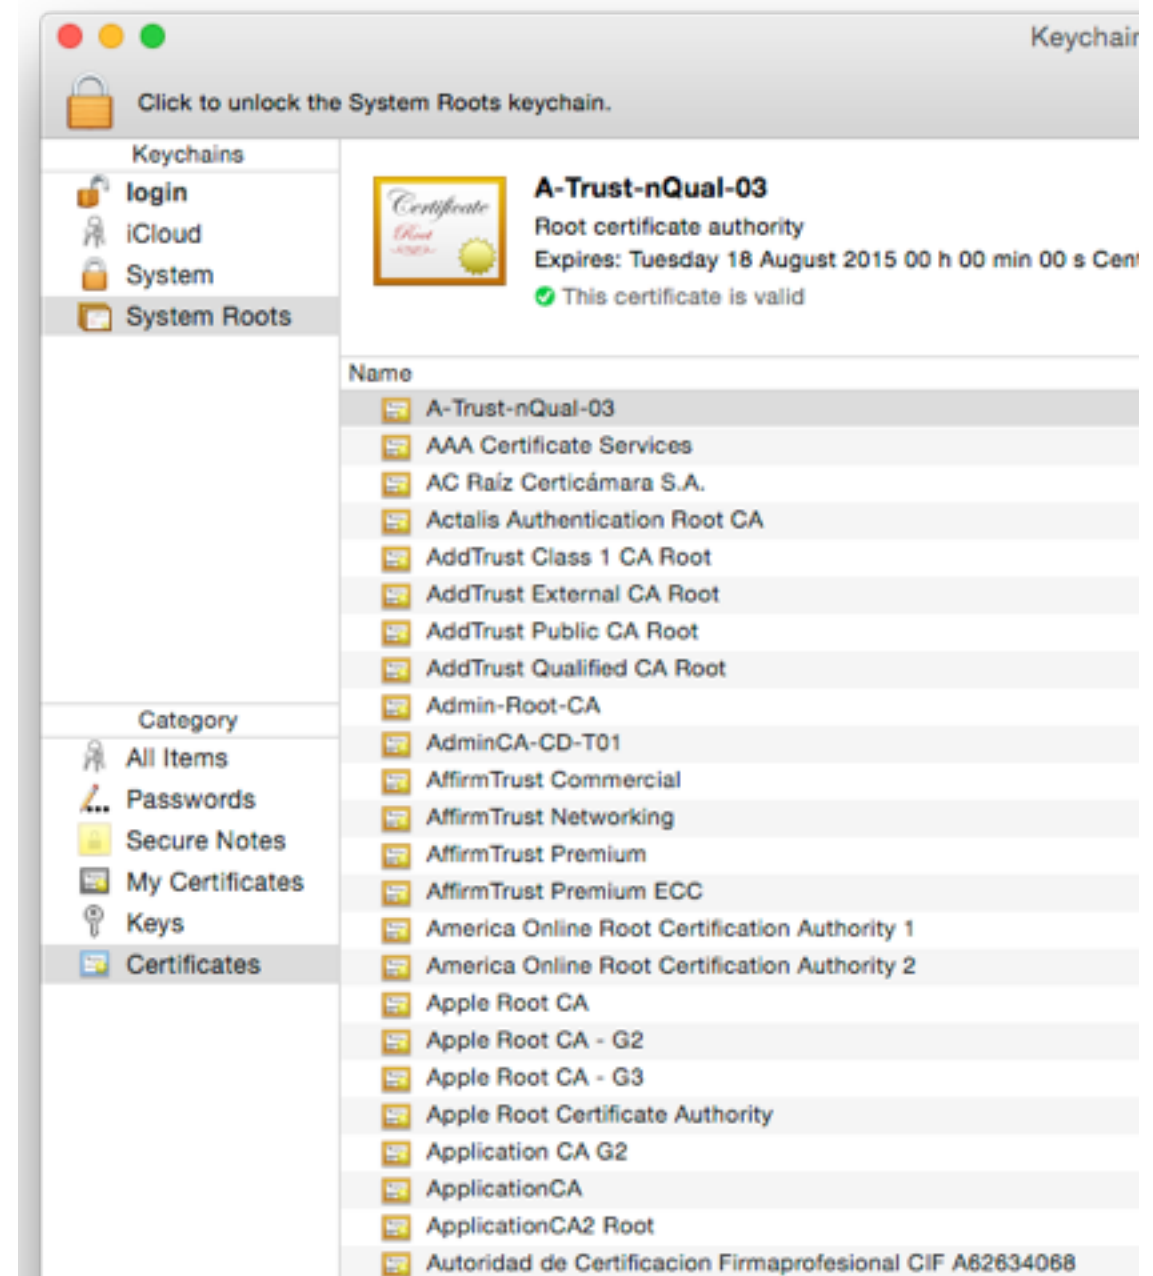 Keychain
Click to unlock the System Roots keychain.
Keychains
login
iCloud
System
System Roots
Certificate
Root
A-Trust-nQual-03
Root certificate authority
Expires: Tuesday 18 August 2015 00 h 00 min 00 s Cent
This certificate is valid
Name
A-Trust-nQual-03
AAA Certificate Services
AC Raíz Certicámara S.A.
Actalis Authentication Root CA
AddTrust Class 1 CA Root
AddTrust External CA Root
AddTrust Public CA Root
AddTrust Qualified CA Root
Admin-Root-CA
AdminCA-CD-T01
AffirmTrust Commercial
AffirmTrust Networking
AffirmTrust Premium
AffirmTrust Premium ECC
America Online Root Certification Authority 1
America Online Root Certification Authority 2
Apple Root CA
Apple Root CA - G2
Apple Root CA - G3
Apple Root Certificate Authority
Application CA G2
ApplicationCA
ApplicationCA2 Root
Autoridad de Certificacion Firmaprofesional CIF A62634068
Category
All Items
Passwords
Secure Notes
My Certificates
Keys
Certificates